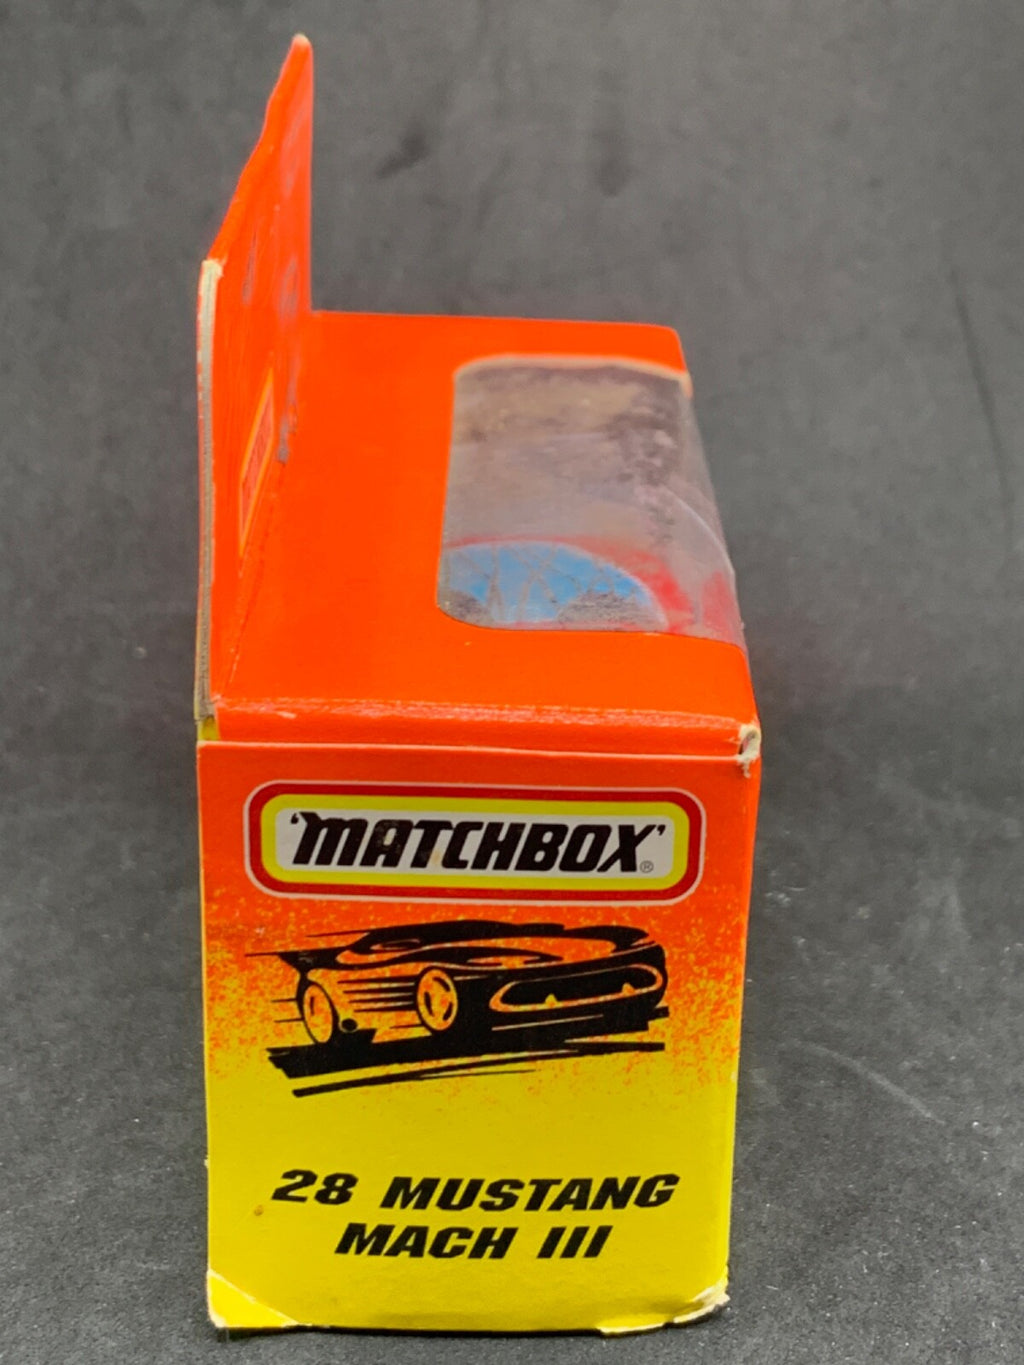 'MATCHBOX'®
28 MUSTANG
MACH III